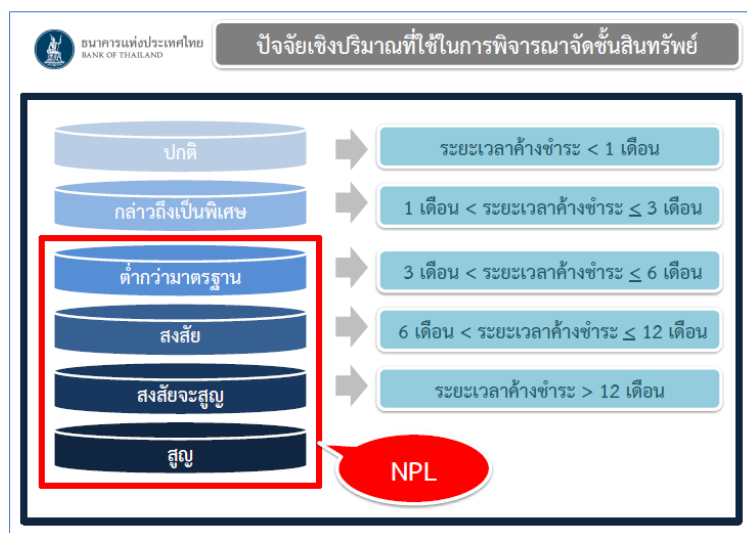 ธนาคารแห่งประเทศไทย
BANK OF THAILAND
ปัจจัยเชิงปริมาณที่ใช้ในการพิจารณาจัดชั้นสินทรัพย์
ปกติ
ระยะเวลาค้างชำระ < 1 เดือน
กล่าวถึงเป็นพิเศษ
1 เดือน < ระยะเวลาค้างชำระ ≤ 3 เดือน
ต่ำกว่ามาตรฐาน
3 เดือน < ระยะเวลาค้างชำระ ≤ 6 เดือน
สงสัย
6 เดือน < ระยะเวลาค้างชำระ ≤ 12 เดือน
สงสัยจะสูญ
ระยะเวลาค้างชำระ > 12 เดือน
สูญ
NPL